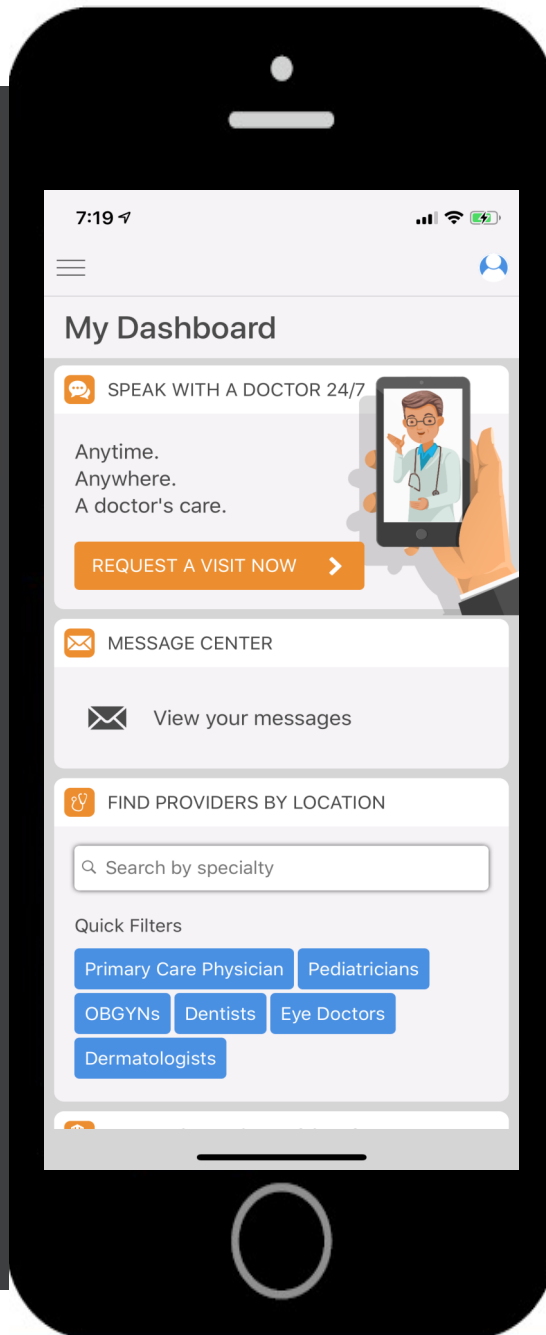 7:19
My Dashboard
SPEAK WITH A DOCTOR 24/7
Anytime.
Anywhere.
A doctor's care.
REQUEST A VISIT NOW
MESSAGE CENTER
View your messages
FIND PROVIDERS BY LOCATION
Search by specialty
Quick Filters
Primary Care Physician Pediatricians
OBGYNs Dentists Eye Doctors
Dermatologists